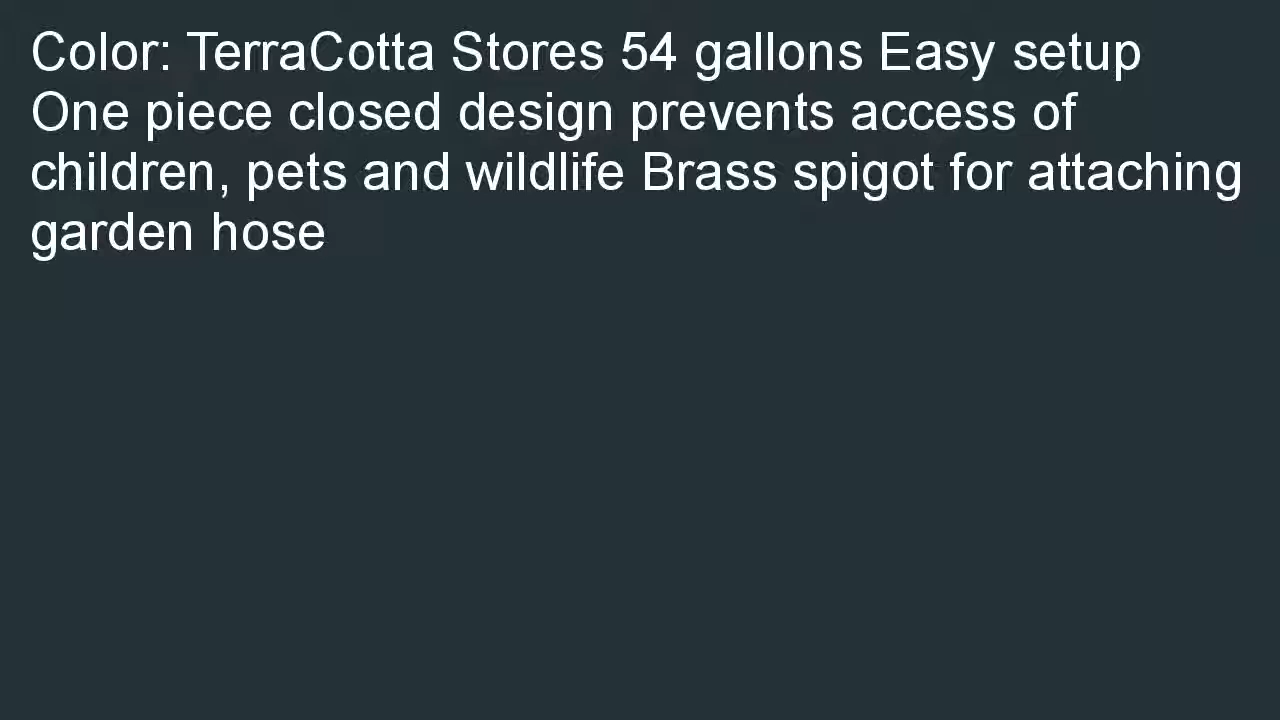 Color: TerraCotta Stores 54 gallons Easy setup
One piece closed design prevents access of
children, pets and wildlife Brass spigot for attaching
garden hose